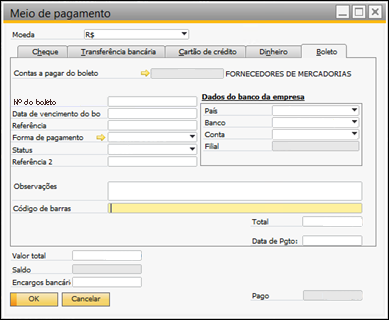 Meio de pagamento
Moeda R$
Cheque Transferência bancária Cartão de crédito Dinheiro Boleto
Contas a pagar do boleto FORNECEDORES DE MERCADORIAS
Nº do boleto
Data de vencimento do bo
Referência
Forma de pagamento
Status
Referência 2
Dados do banco da empresa
País
Banco
Conta
Filial
Observações
Código de barras
Total
Data de Pgto:
Valor total
Saldo
Encargos bancári
Pago
OK Cancelar